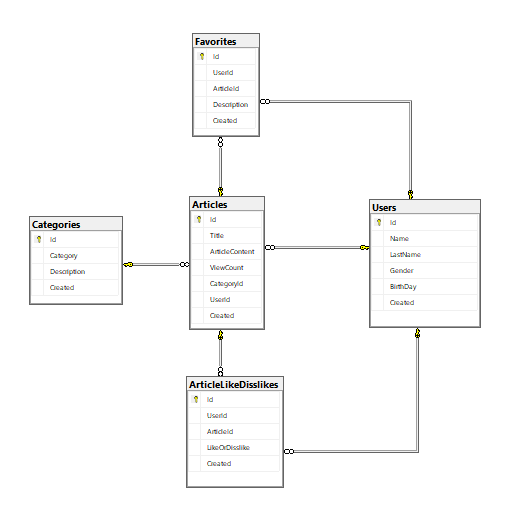 Favorites
Id
UserId
ArticleId
Description
Created
Articles
Id
Title
ArticleContent
ViewCount
CategoryId
UserId
Created
Users
Id
Name
LastName
Gender
BirthDay
Created
Categories
Id
Category
Description
Created
ArticleLikeDisslikes
Id
UserId
ArticleId
LikeOrDisslike
Created